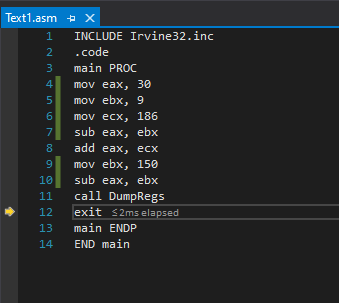 Text1.asm
1 INCLUDE Irvine32.inc
2 .code
3 main PROC
4 mov eax, 30
5 mov ebx, 9
6 mov ecx, 186
7 sub eax, ebx
8 add eax, ecx
9 mov ebx, 150
10 sub eax, ebx
11 call DumpRegs
12 exit ≤2ms elapsed
13 main ENDP
14 END main